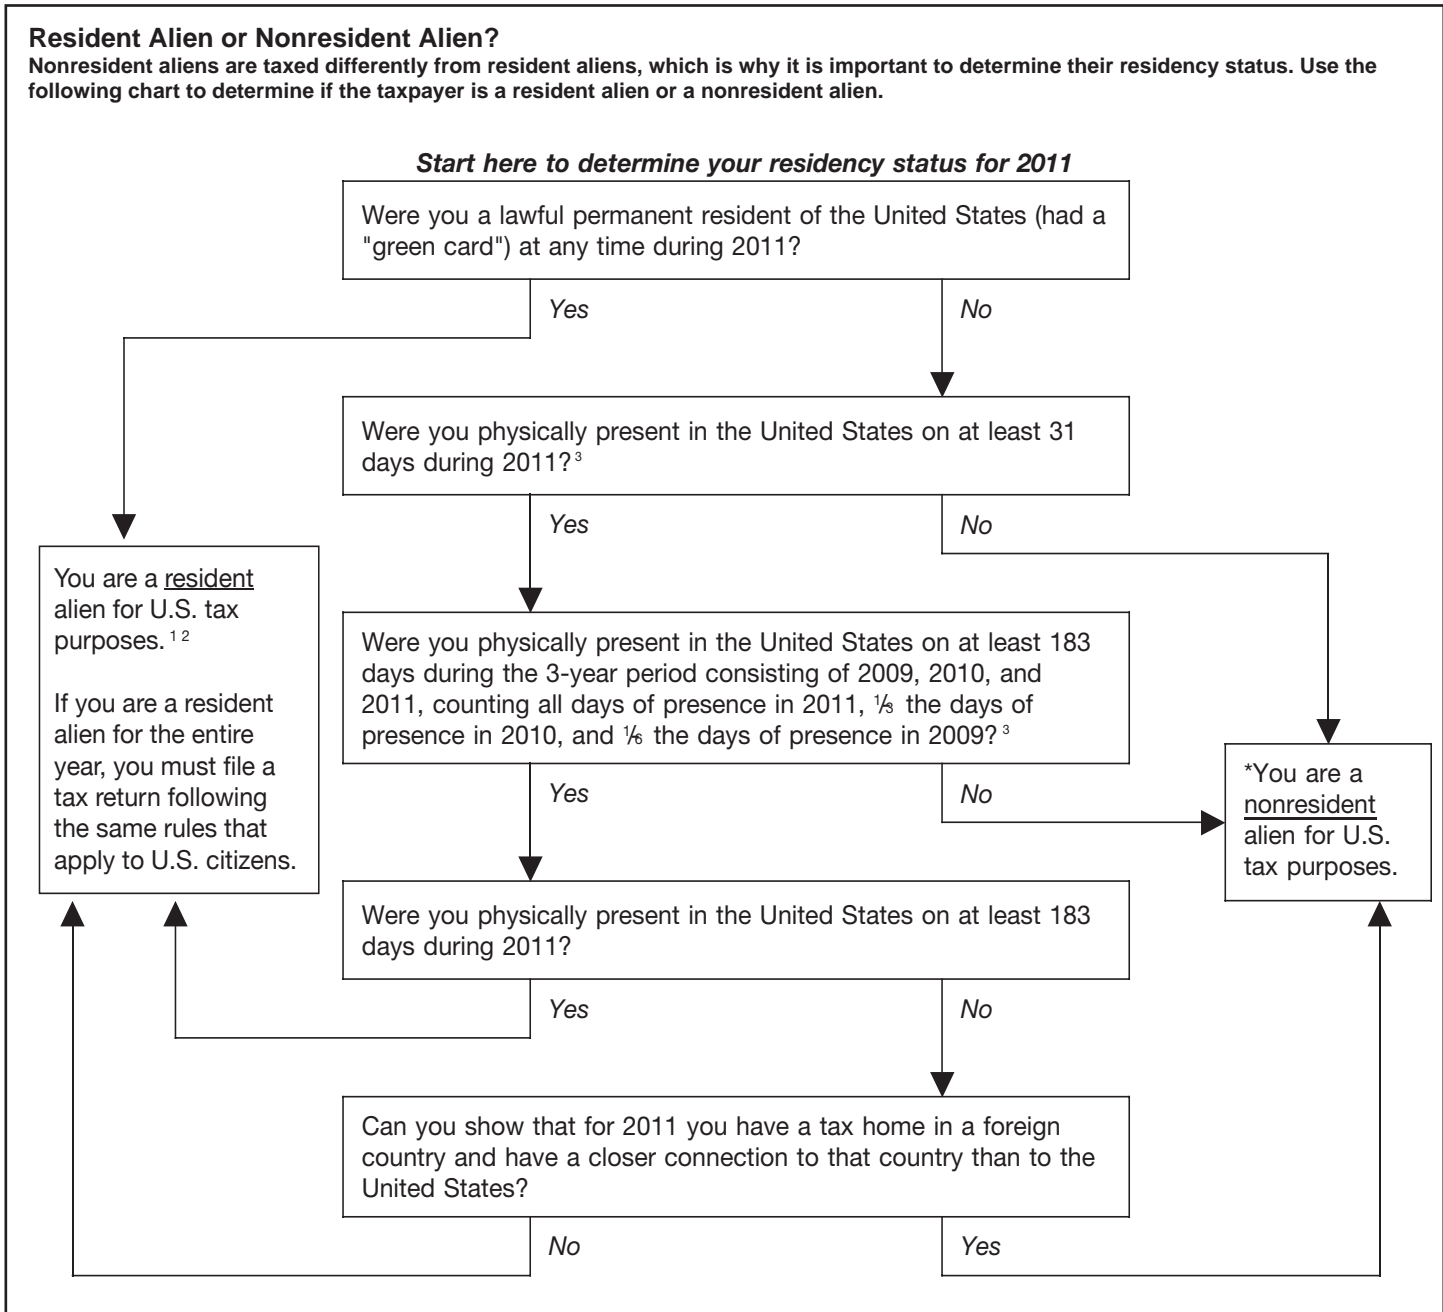 Resident Alien or Nonresident Alien?
Nonresident aliens are taxed differently from resident aliens, which is why it is important to determine their residency status. Use the
following chart to determine if the taxpayer is a resident alien or a nonresident alien.
Start here to determine your residency status for 2011
Were you a lawful permanent resident of the United States (had a
"green card") at any time during 2011?
Yes
No
Were you physically present in the United States on at least 31
days during 2011? 3
Yes
No
You are a resident
alien for U.S. tax
purposes. 1 2
If you are a resident
alien for the entire
year, you must file a
tax return following
the same rules that
apply to U.S. citizens.
Were you physically present in the United States on at least 183
days during the 3-year period consisting of 2009, 2010, and
2011, counting all days of presence in 2011, 1/3 the days of
presence in 2010, and 1/6 the days of presence in 2009? 3
Yes
No
*You are a
nonresident
alien for U.S.
tax purposes.
Were you physically present in the United States on at least 183
days during 2011?
Yes
No
Can you show that for 2011 you have a tax home in a foreign
country and have a closer connection to that country than to the
United States?
No
Yes